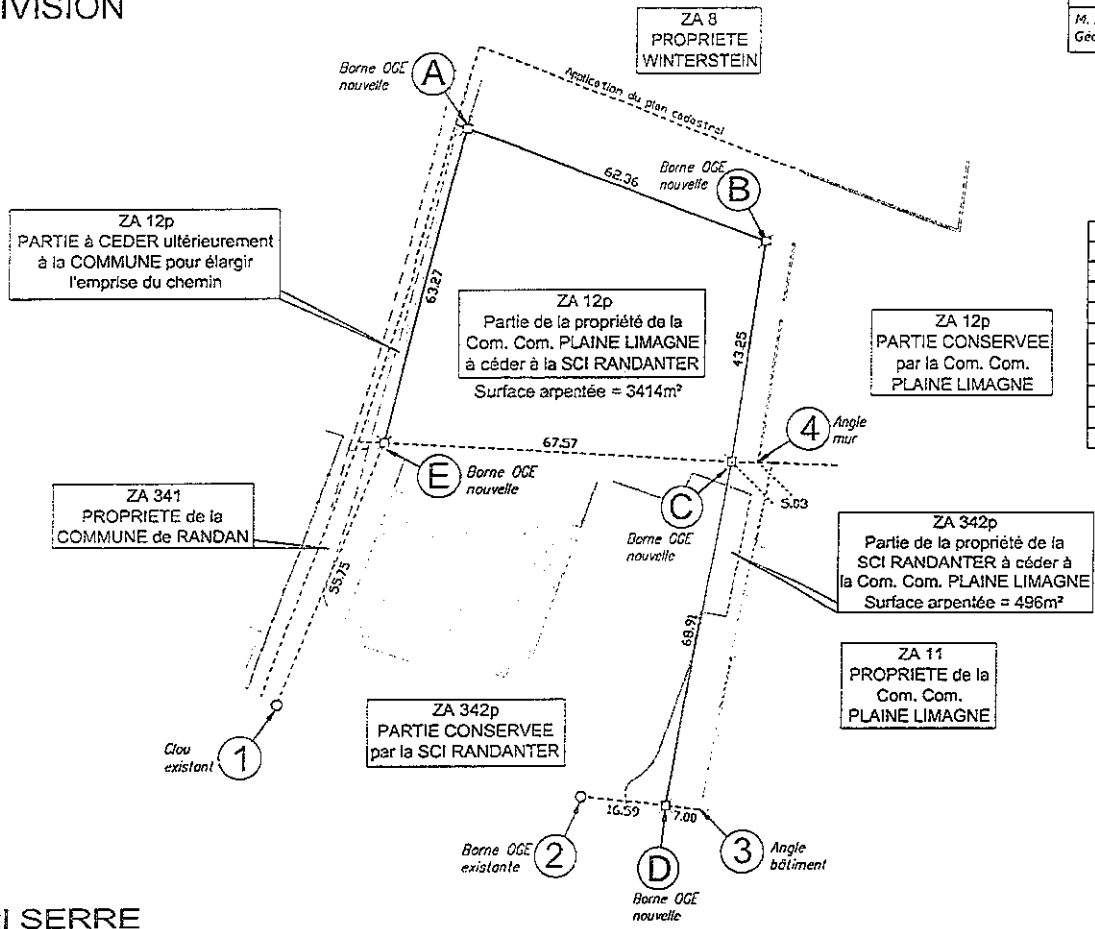 VISION
ZA 8
PROPRIETE
WINTERSTEIN
M.
Géo
Borne OGE
nouvelle
A
Application du plan cadastral
62.36
Borne OGE
nouvelle
B
ZA 12p
PARTIE à CEDER ultérieurement
à la COMMUNE pour élargir
l'emprise du chemin
63.27
ZA 12p
Partie de la propriété de la
Com. Com. PLAINE LIMAGNE
à céder à la SCI RANDANTER
Surface arpentée = 3414m²
43.25
ZA 12p
PARTIE CONSERVEE
par la Com. Com.
PLAINE LIMAGNE
4
Angle
mur
67.57
E
Borne OGE
nouvelle
C
Borne OGE
nouvelle
5.03
ZA 341
PROPRIETE de la
COMMUNE de RANDAN
55.75
ZA 342p
Partie de la propriété de la
SCI RANDANTER à céder à
la Com. Com. PLAINE LIMAGNE
Surface arpentée = 496m²
68.91
ZA 11
PROPRIETE de la
Com. Com.
PLAINE LIMAGNE
ZA 342p
PARTIE CONSERVEE
par la SCI RANDANTER
Clou
existant
1
16.59
7.00
Borne OGE
existante
2
D
Borne OGE
nouvelle
3
Angle
bâtiment
I SERRE